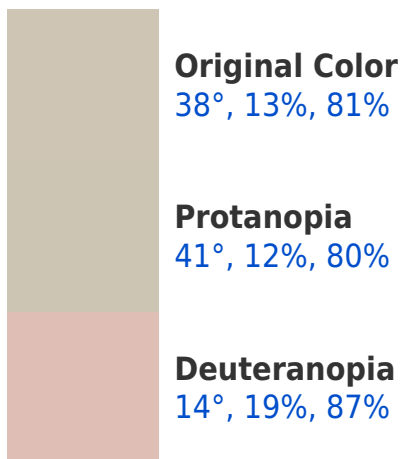 Original Color
38°, 13%, 81%
Protanopia
41°, 12%, 80%
Deuteranopia
14°, 19%, 87%